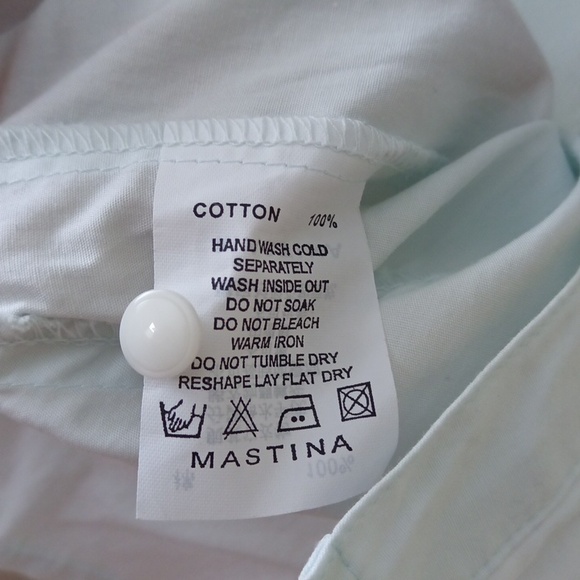 COTTON 100%
HAND WASH COLD
SEPARATELY
WASH INSIDE OUT
DO NOT SOAK
DO NOT BLEACH
WARM IRON
DO NOT TUMBLE DRY
RESHAPE LAY FLAT DRY
MASTINA